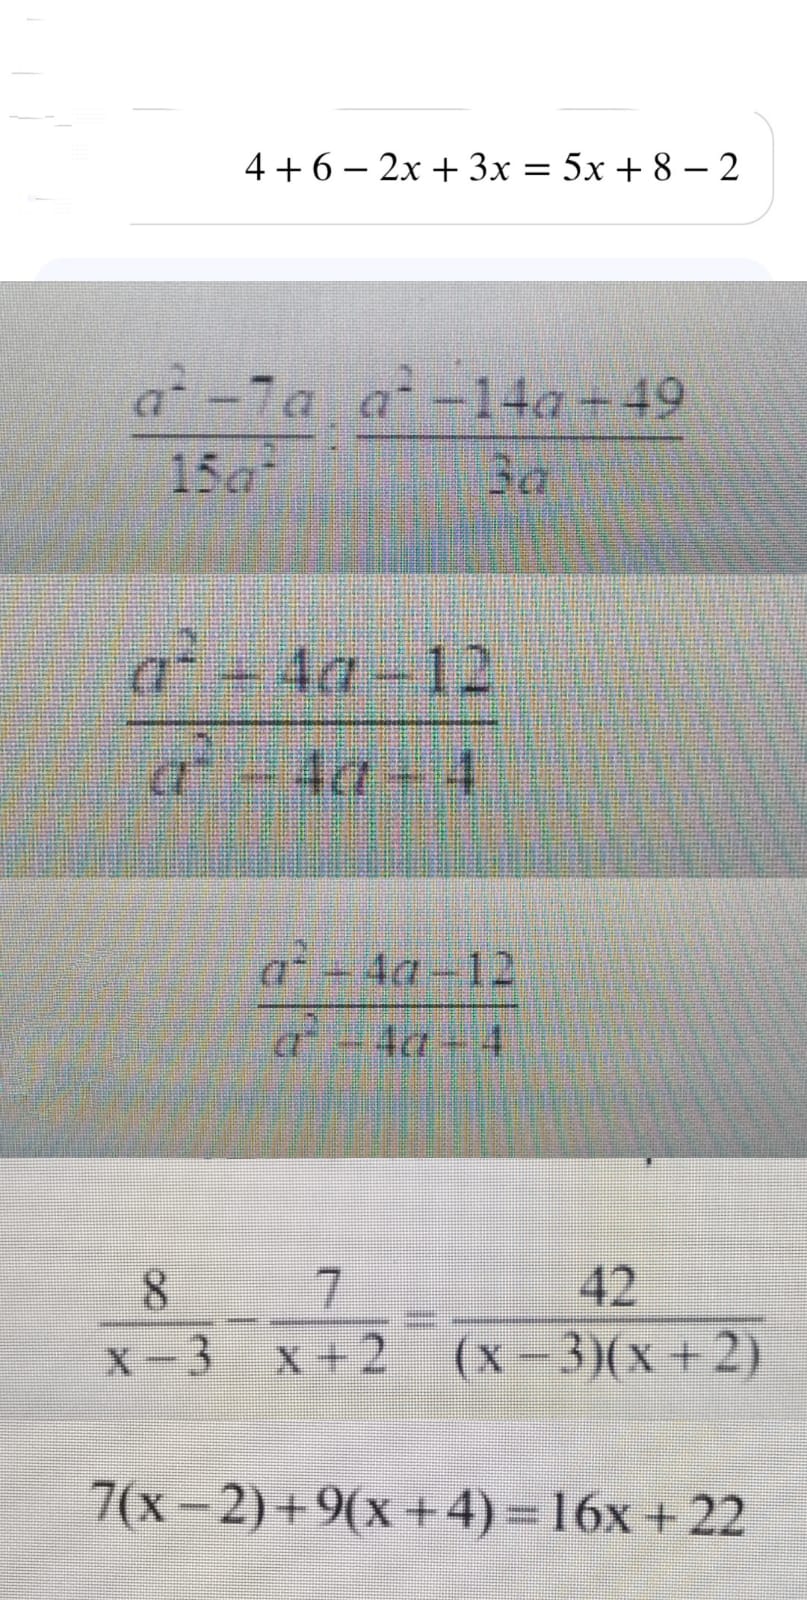 4 + 6 − 2x + 3x = 5x + 8 − 2
a² − 7a / 15a² : a² − 14a + 49 / 3a
a² + 4a − 12 / a² − 4a + 4
a² + 4a − 12 / a² − 4a + 4
8 / x − 3 − 7 / x + 2 = 42 / (x − 3)(x + 2)
7(x − 2) + 9(x + 4) = 16x + 22